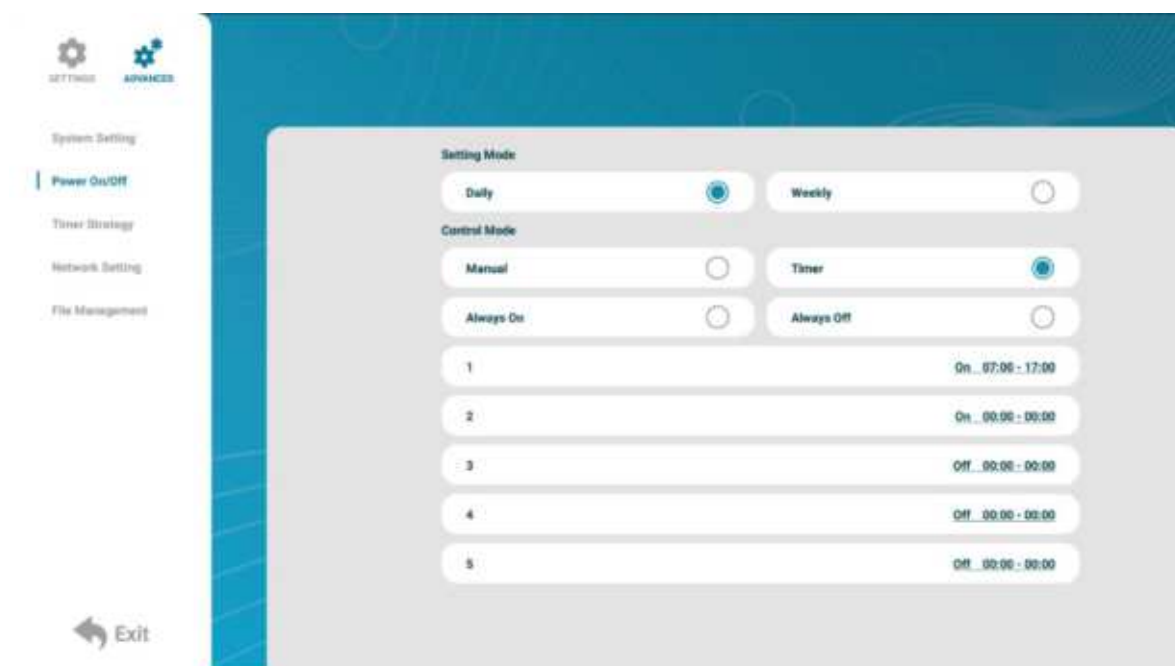 SETTINGS
ADVANCED
System Setting
Power On/Off
Timer Strategy
Network Setting
File Management
Exit
Setting Mode
Daily
Weekly
Control Mode
Manual
Timer
Always On
Always Off
1 On 07:00 - 17:00
2 On 00:00 - 00:00
3 Off 00:00 - 00:00
4 Off 00:00 - 00:00
5 Off 00:00 - 00:00